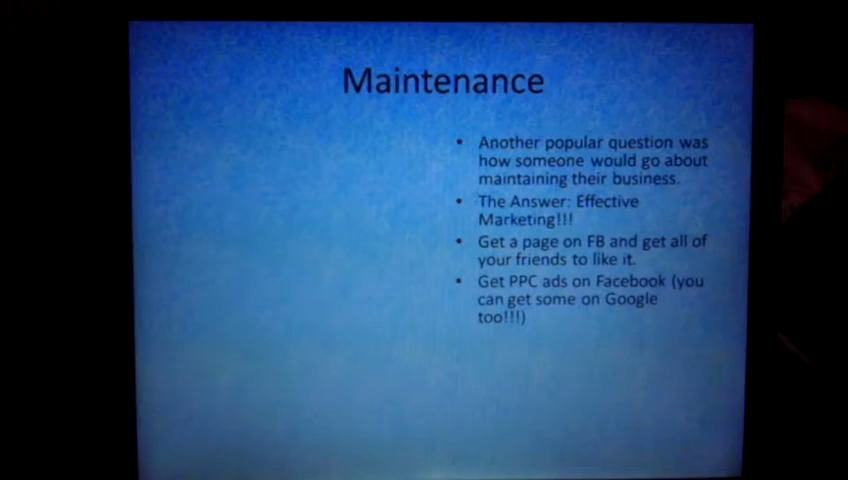 Maintenance
• Another popular question was
how someone would go about
maintaining their business.
• The Answer: Effective
Marketing!!!
• Get a page on FB and get all of
your friends to like it.
• Get PPC ads on Facebook (you
can get some on Google
too!!!)